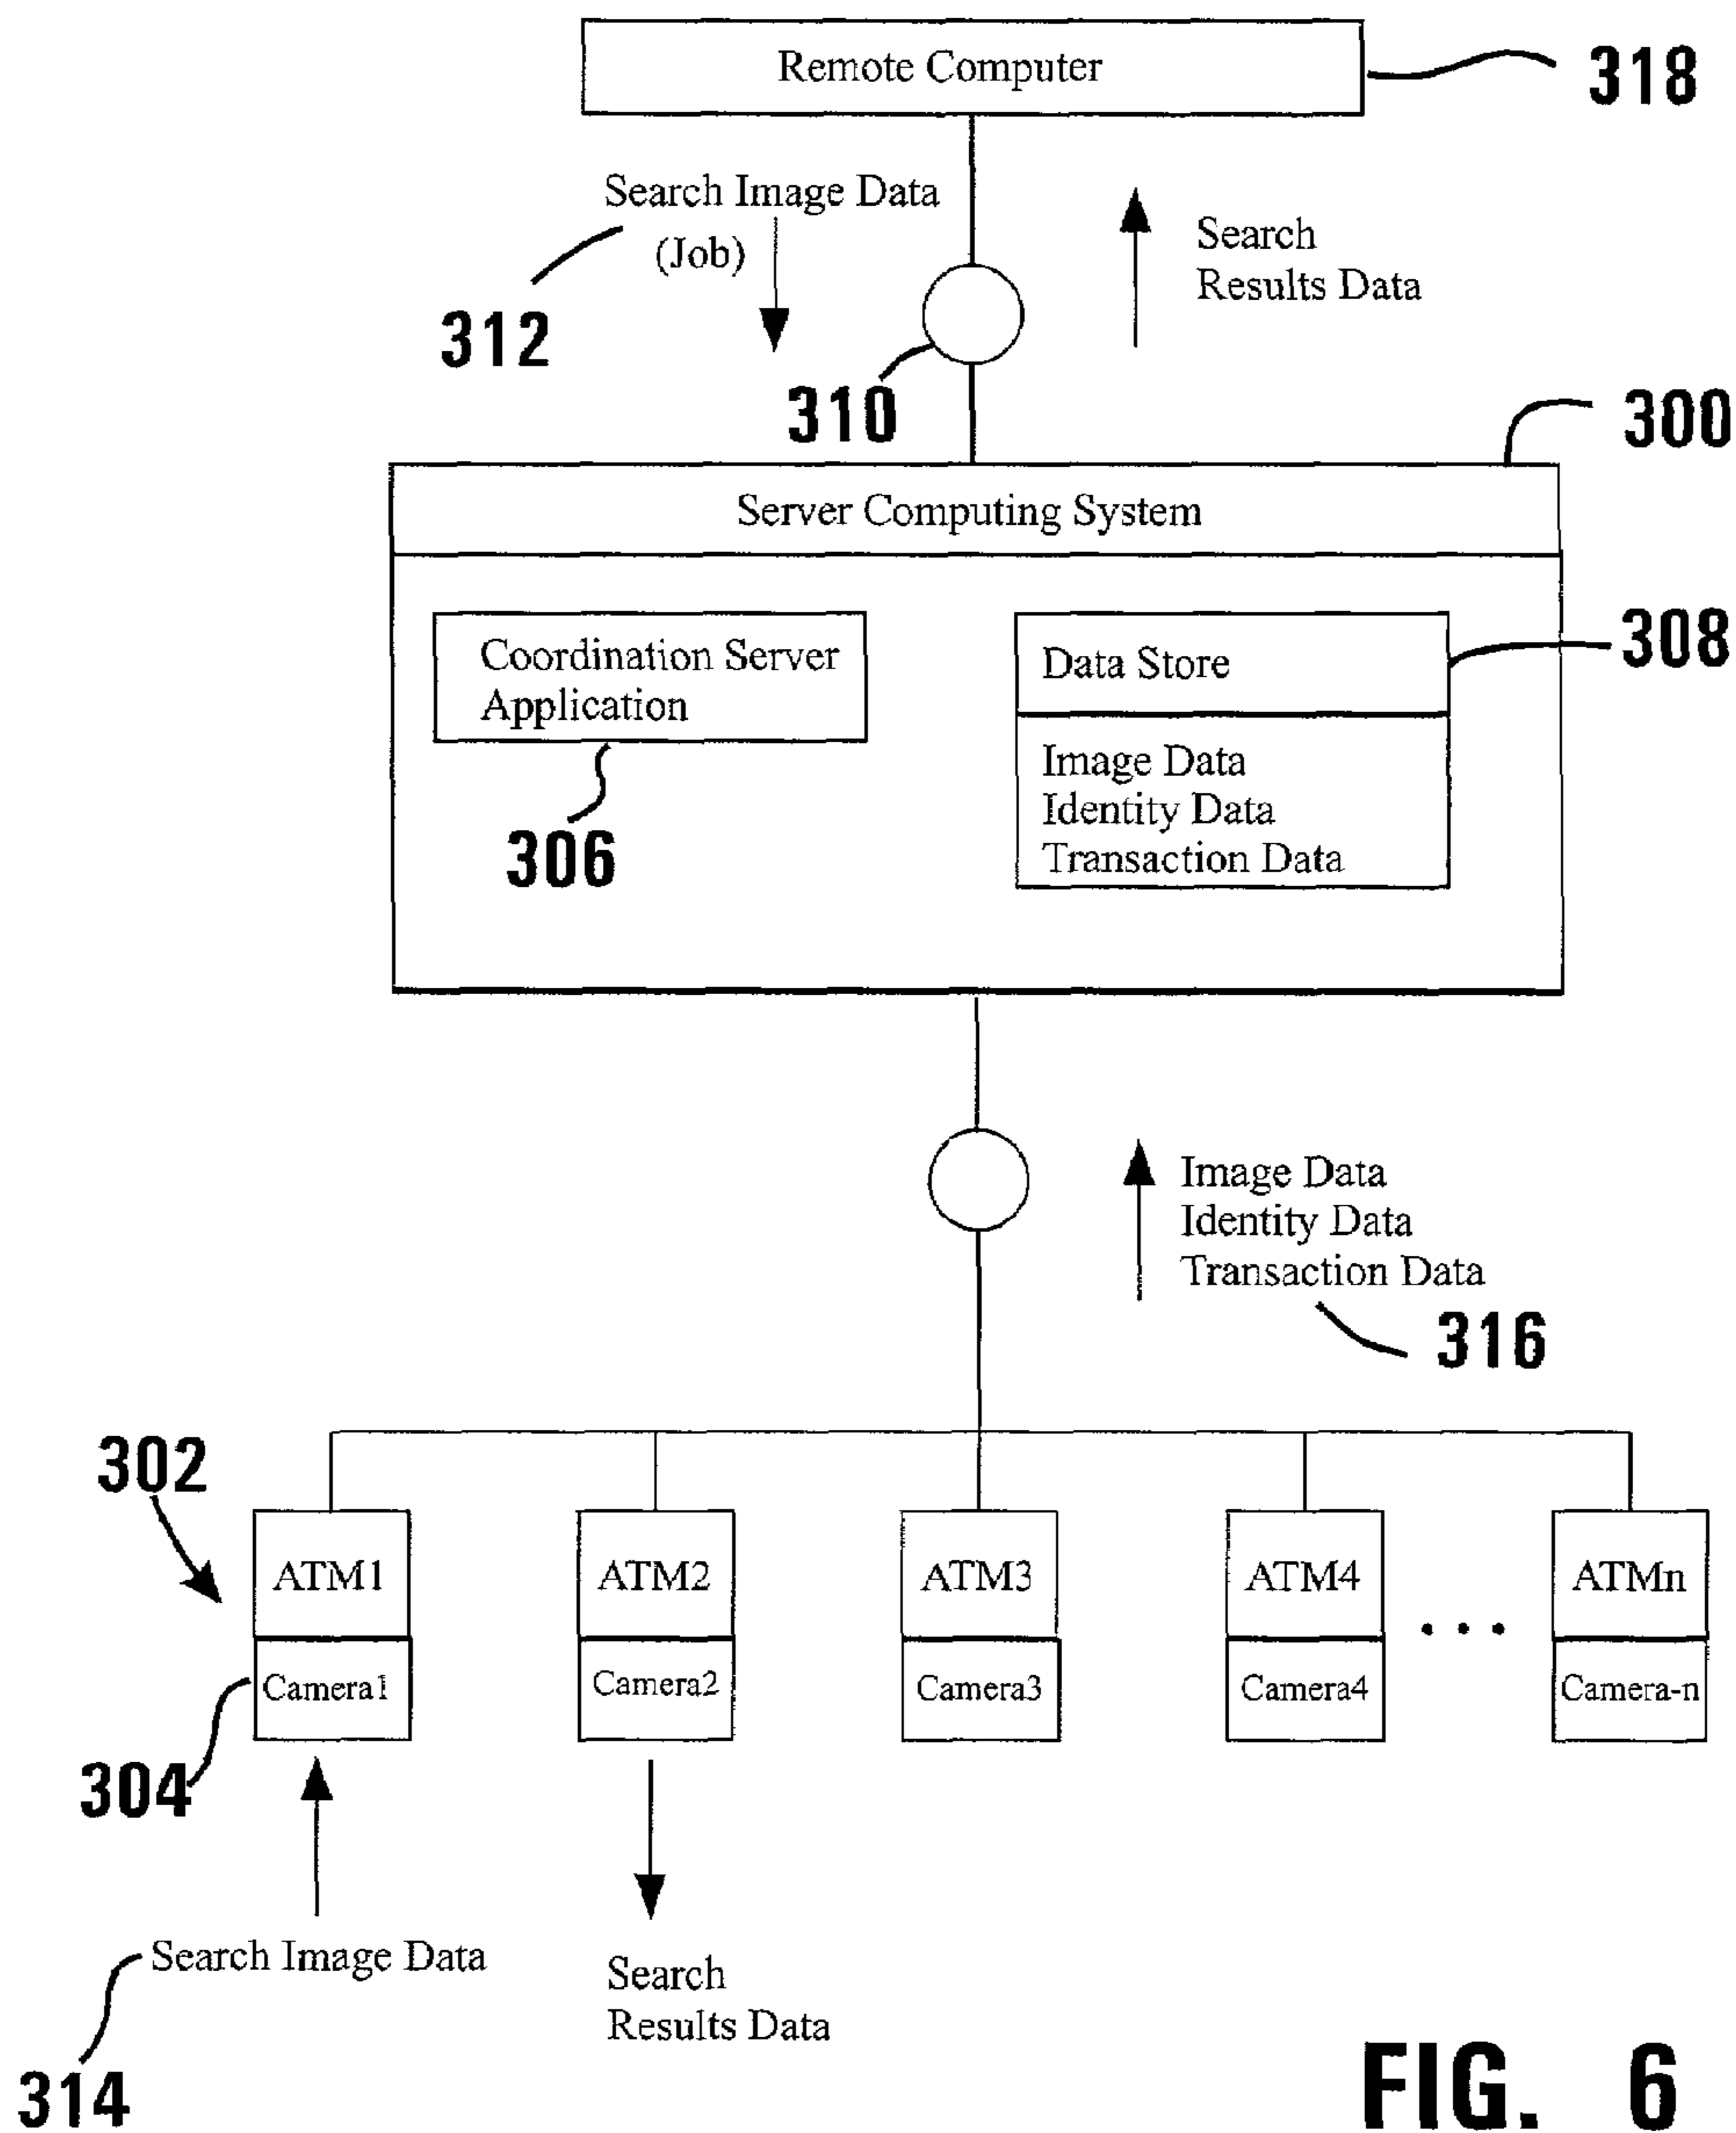 Remote Computer
318
Search Image Data
(Job)
312
Search
Results Data
310
300
Server Computing System
Coordination Server
Application
306
Data Store
308
Image Data
Identity Data
Transaction Data
Image Data
Identity Data
Transaction Data
316
302
ATM1
ATM2
ATM3
ATM4
. . .
ATMn
Camera1
Camera2
Camera3
Camera4
Camera-n
304
Search Image Data
314
Search
Results Data
FIG. 6